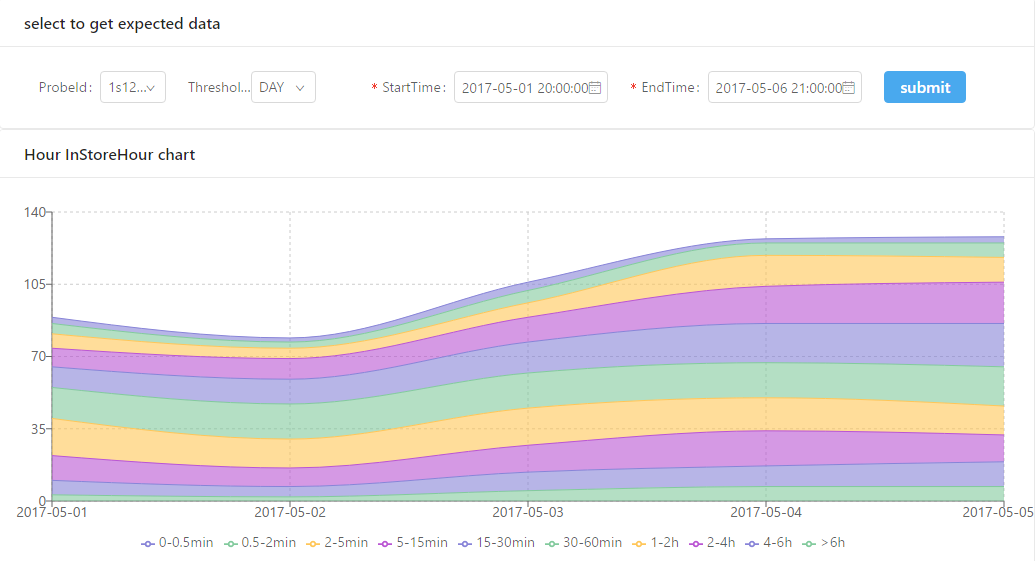 select to get expected data
ProbeId: 1s12... Threshol... DAY * StartTime: 2017-05-01 20:00:00 * EndTime: 2017-05-06 21:00:00 submit
Hour InStoreHour chart
140
105
70
35
0
2017-05-01 2017-05-02 2017-05-03 2017-05-04 2017-05-05
0-0.5min 0.5-2min 2-5min 5-15min 15-30min 30-60min 1-2h 2-4h 4-6h >6h